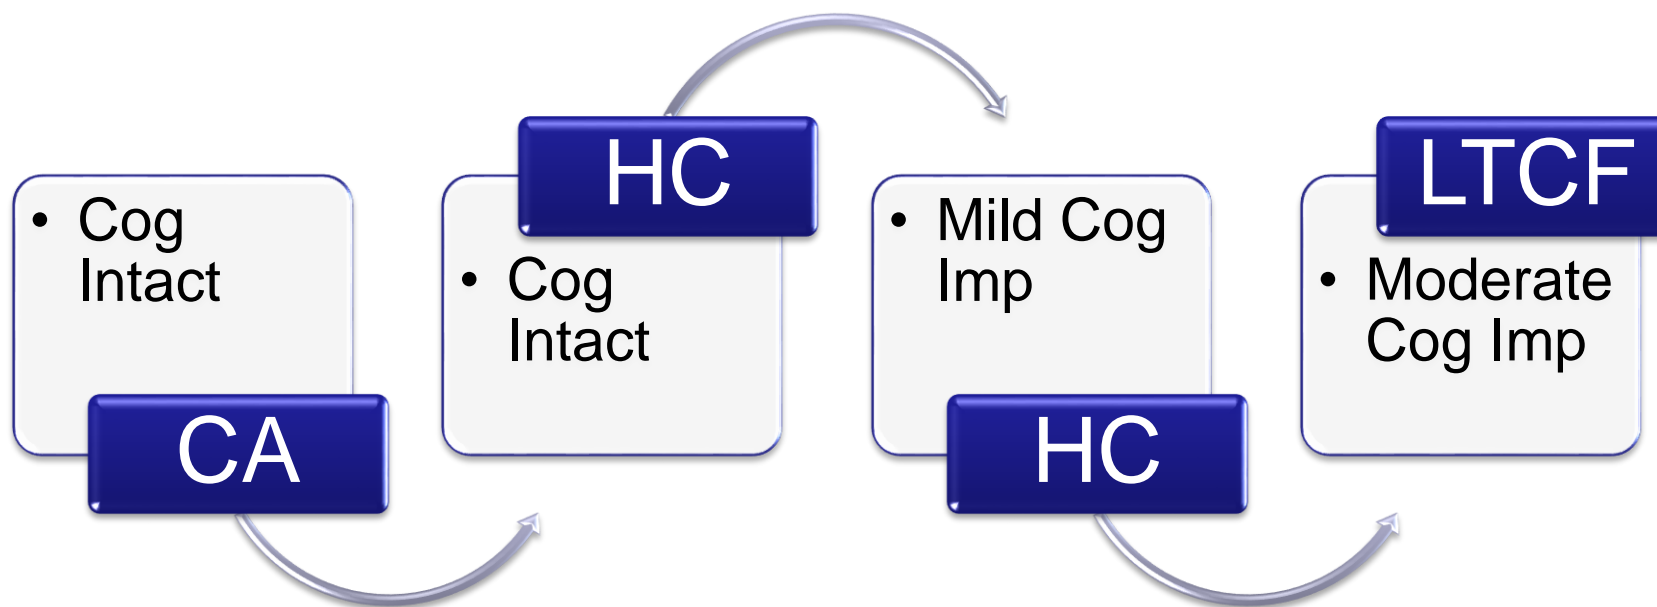 • Cog
Intact
CA
HC
• Cog
Intact
• Mild Cog
Imp
HC
LTCF
• Moderate
Cog Imp